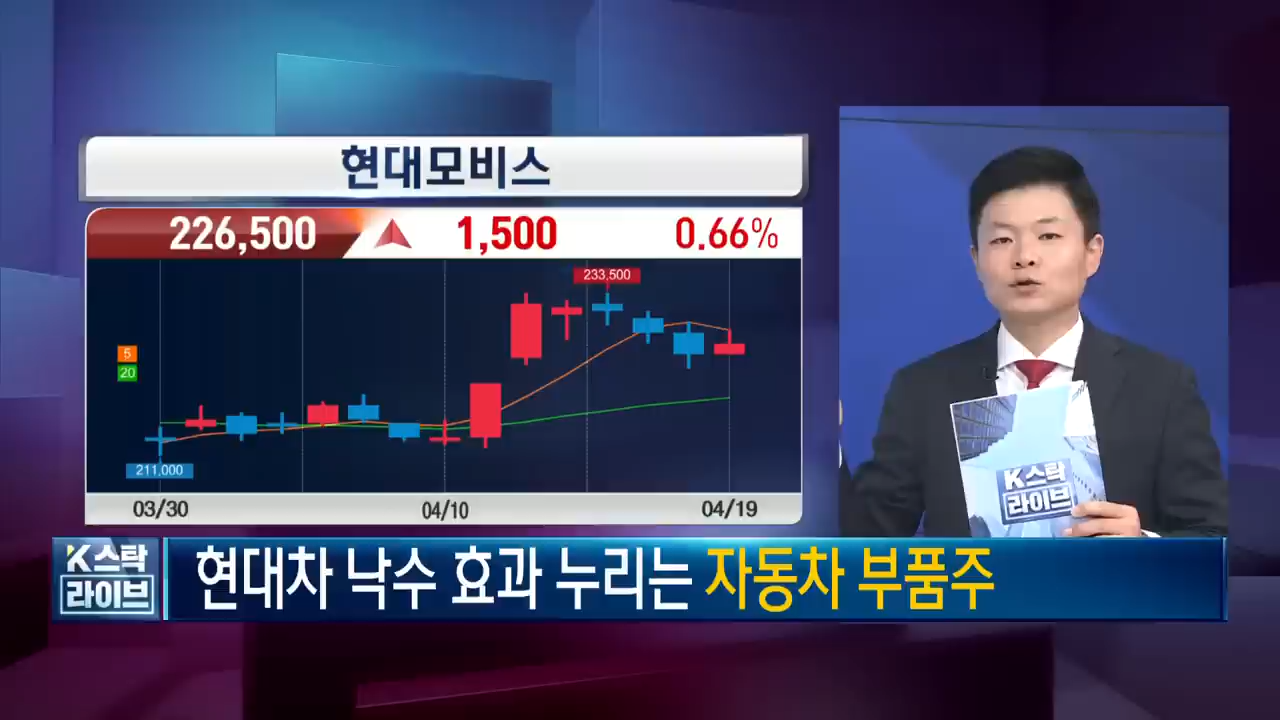 현대모비스
226,500 ▲ 1,500 0.66%
233,500
5
20
211,000
03/30 04/10 04/19
K스탁
라이브
K스탁
라이브
현대차 낙수 효과 누리는 자동차 부품주